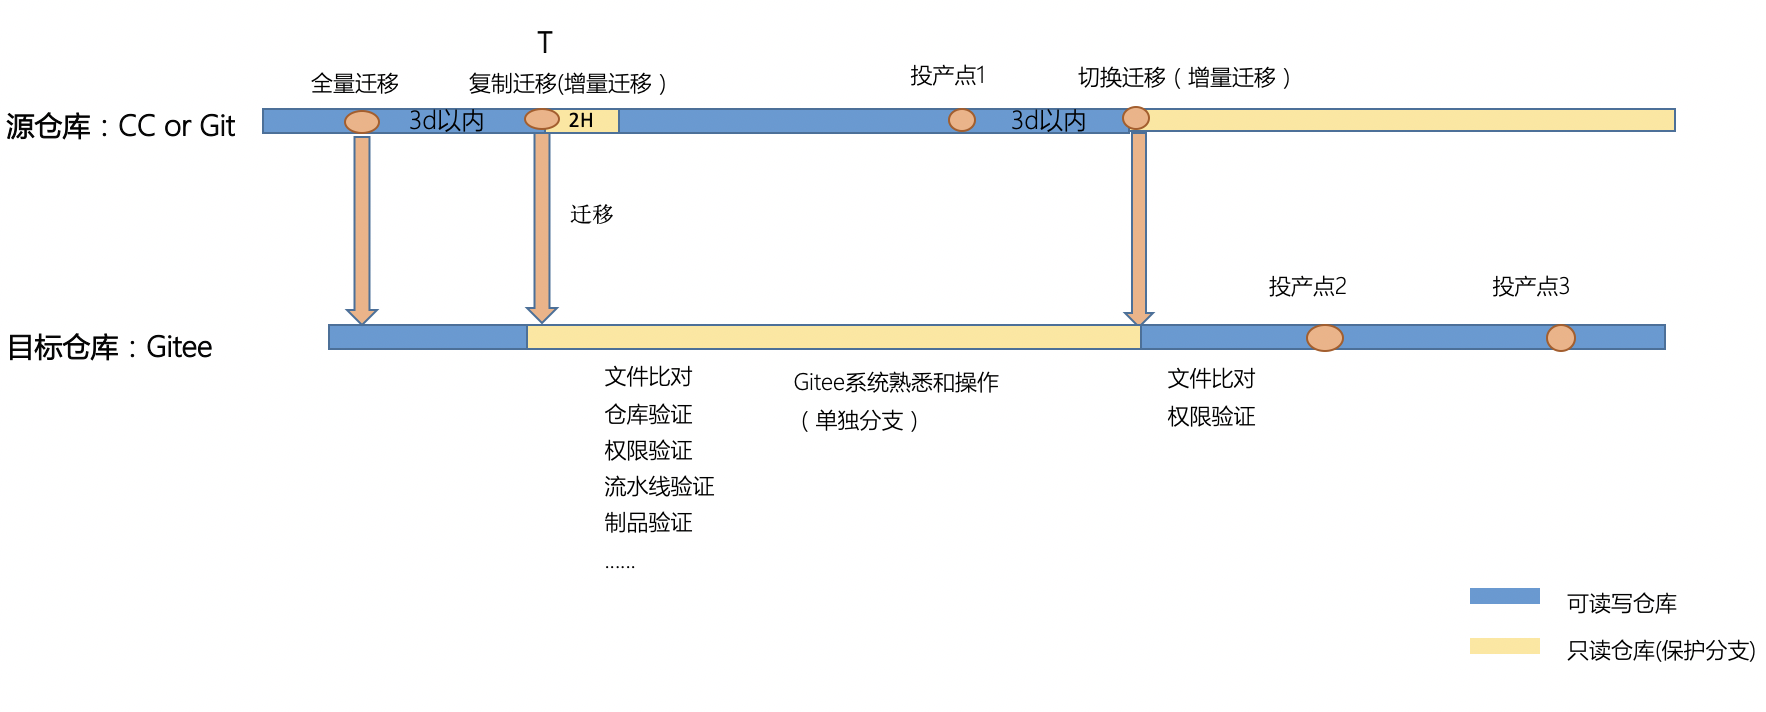 T
全量迁移
复制迁移(增量迁移）
投产点1
切换迁移（增量迁移）
源仓库：CC or Git
3d以内
2H
3d以内
迁移
投产点2
投产点3
目标仓库：Gitee
文件比对
仓库验证
权限验证
流水线验证
制品验证
......
Gitee系统熟悉和操作
（单独分支）
文件比对
权限验证
可读写仓库
只读仓库(保护分支)